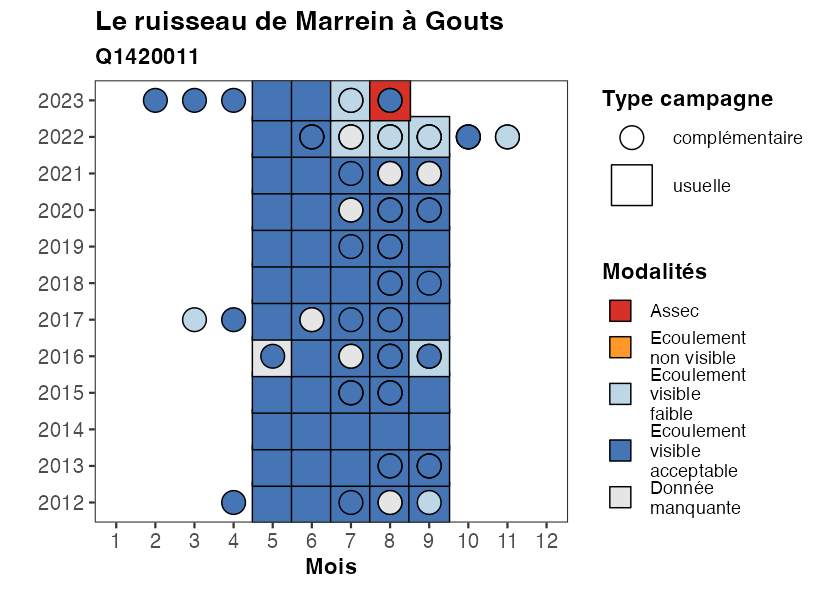 Le ruisseau de Marrein à Gouts
Q1420011
2023
2022
2021
2020
2019
2018
2017
2016
2015
2014
2013
2012
1 2 3 4 5 6 7 8 9 10 11 12
Mois
Type campagne
complémentaire
usuelle
Modalités
Assec
Ecoulement
non visible
Ecoulement
visible
faible
Ecoulement
visible
acceptable
Donnée
manquante